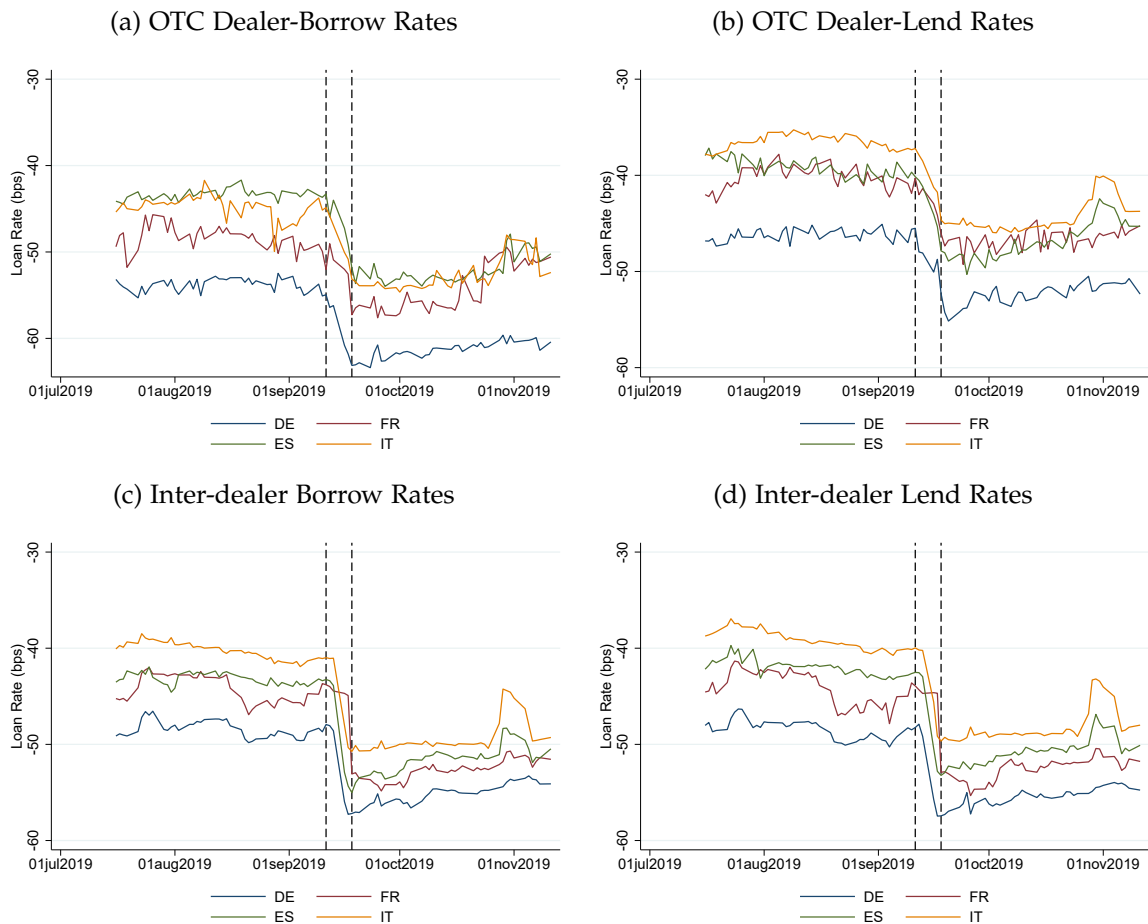 (a) OTC Dealer-Borrow Rates
Loan Rate (bps)
-30
-40
-50
-60
01jul2019 01aug2019 01sep2019 01oct2019 01nov2019
DE FR
ES IT
(b) OTC Dealer-Lend Rates
Loan Rate (bps)
-30
-40
-50
-60
01jul2019 01aug2019 01sep2019 01oct2019 01nov2019
DE FR
ES IT
(c) Inter-dealer Borrow Rates
Loan Rate (bps)
-30
-40
-50
-60
01jul2019 01aug2019 01sep2019 01oct2019 01nov2019
DE FR
ES IT
(d) Inter-dealer Lend Rates
Loan Rate (bps)
-30
-40
-50
-60
01jul2019 01aug2019 01sep2019 01oct2019 01nov2019
DE FR
ES IT